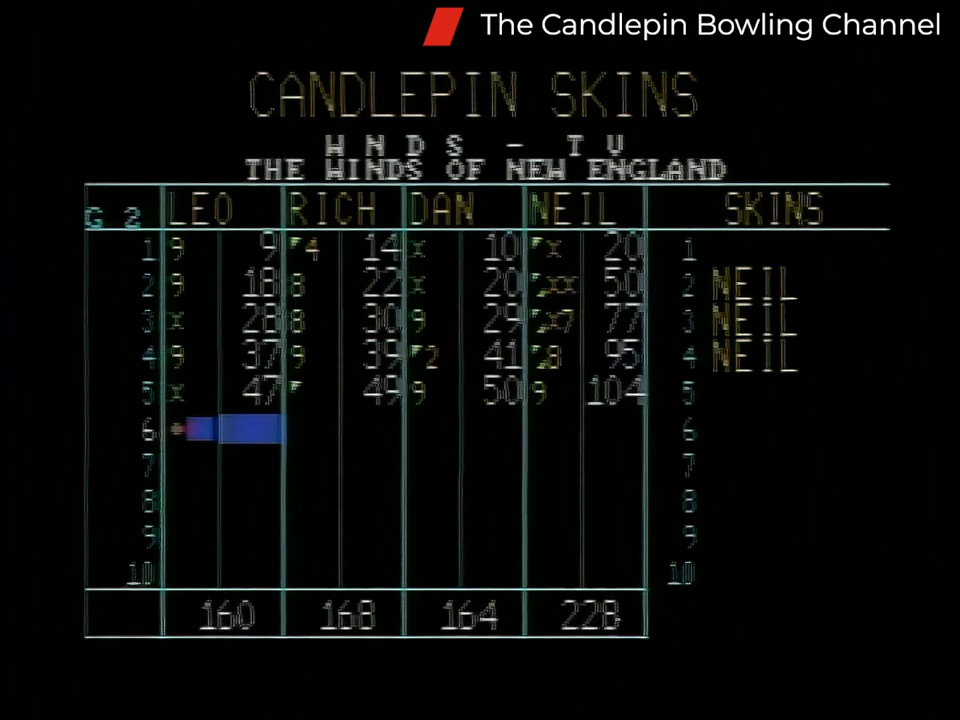 The Candlepin Bowling Channel
CANDLEPIN SKINS
W N D S - T V
THE WINDS OF NEW ENGLAND
G 2 LEO RICH DAN NEIL SKINS
1 9 9 4 14 x 10 x 20 1
2 9 18 8 22 x 20 xx 50 2 NEIL
3 x 28 8 30 9 29 x7 77 3 NEIL
4 9 37 9 39 2 41 8 95 4 NEIL
5 x 47 49 9 50 9 104 5
6 6
7 7
8 8
9 9
10 10
160 168 164 228